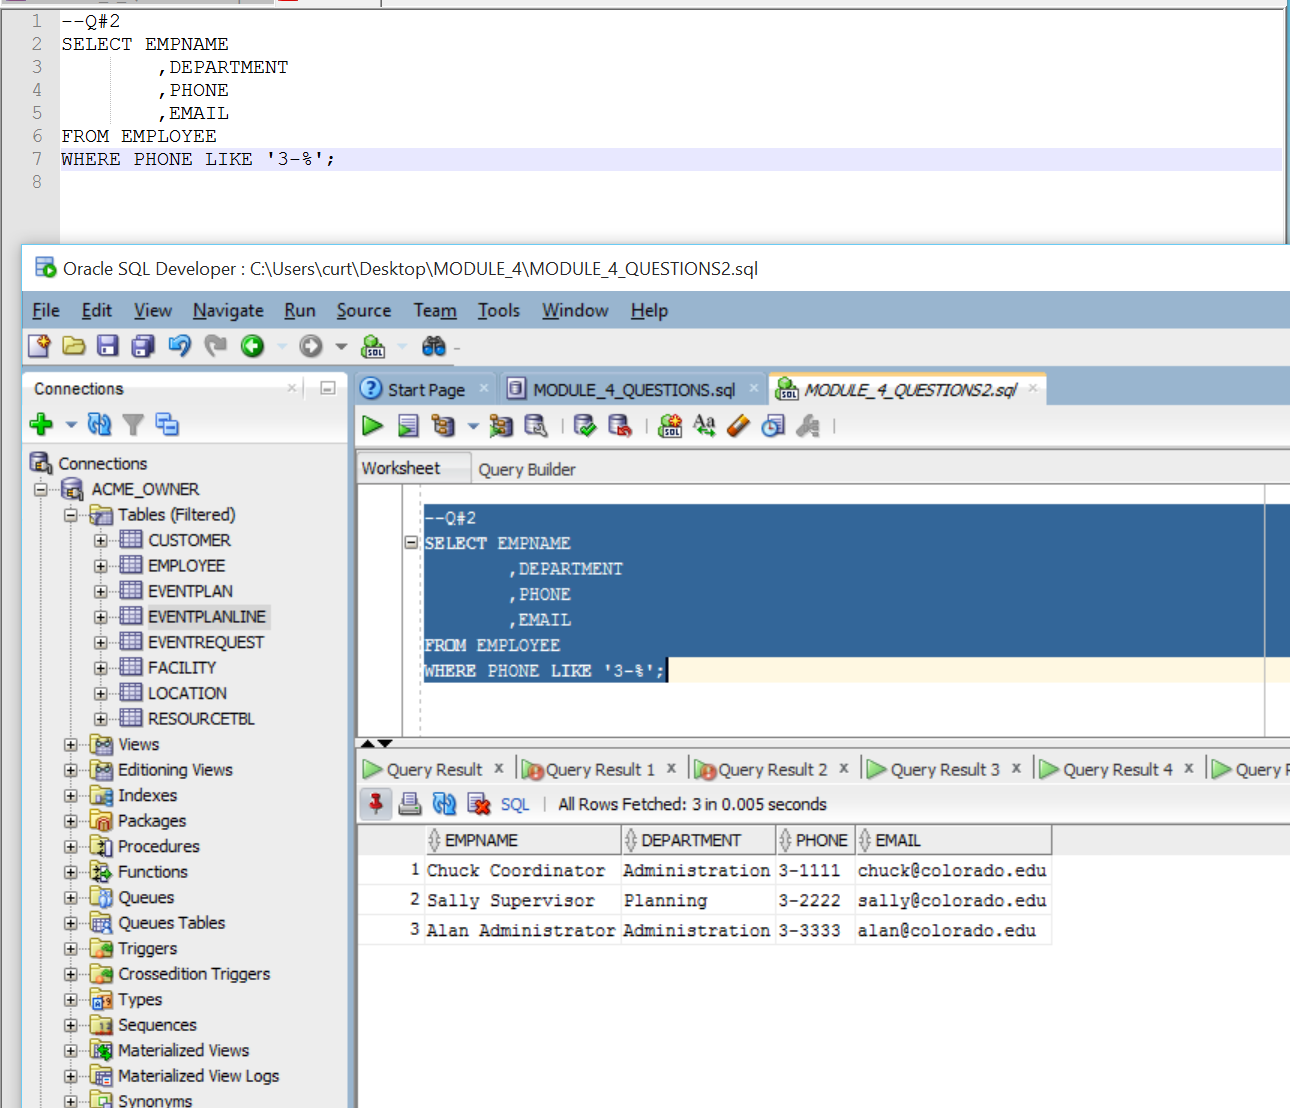 1 --Q#2
2 SELECT EMPNAME
3 ,DEPARTMENT
4 ,PHONE
5 ,EMAIL
6 FROM EMPLOYEE
7 WHERE PHONE LIKE '3-%';
8
Oracle SQL Developer : C:\Users\curt\Desktop\MODULE_4\MODULE_4_QUESTIONS2.sql
File Edit View Navigate Run Source Team Tools Window Help
Connections
Start Page MODULE_4_QUESTIONS.sql MODULE_4_QUESTIONS2.sql
Connections
ACME_OWNER
Tables (Filtered)
CUSTOMER
EMPLOYEE
EVENTPLAN
EVENTPLANLINE
EVENTREQUEST
FACILITY
LOCATION
RESOURCETBL
Views
Editioning Views
Indexes
Packages
Procedures
Functions
Queues
Queues Tables
Triggers
Crossedition Triggers
Types
Sequences
Materialized Views
Materialized View Logs
Synonyms
Worksheet Query Builder
--Q#2
SELECT EMPNAME
,DEPARTMENT
,PHONE
,EMAIL
FROM EMPLOYEE
WHERE PHONE LIKE '3-%';
Query Result Query Result 1 Query Result 2 Query Result 3 Query Result 4 Query
SQL | All Rows Fetched: 3 in 0.005 seconds
EMPNAME DEPARTMENT PHONE EMAIL
1 Chuck Coordinator Administration 3-1111 chuck@colorado.edu
2 Sally Supervisor Planning 3-2222 sally@colorado.edu
3 Alan Administrator Administration 3-3333 alan@colorado.edu